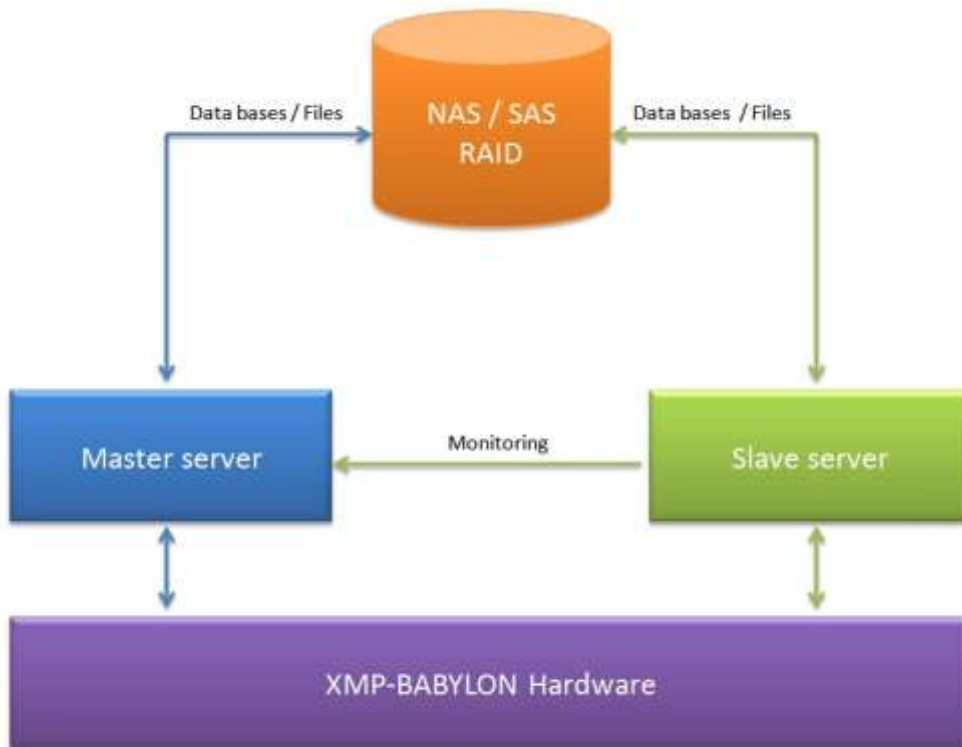 NAS / SAS
RAID
Data bases / Files
Data bases / Files
Master server
Monitoring
Slave server
XMP-BABYLON Hardware